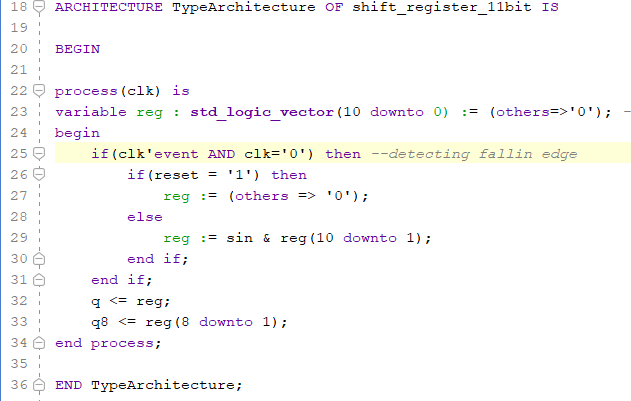 18 ARCHITECTURE TypeArchitecture OF shift_register_11bit IS
19
20 BEGIN
21
22 process(clk) is
23 variable reg : std_logic_vector(10 downto 0) := (others=>'0'); -
24 begin
25 if(clk'event AND clk='0') then --detecting fallin edge
26 if(reset = '1') then
27 reg := (others => '0');
28 else
29 reg := sin & reg(10 downto 1);
30 end if;
31 end if;
32 q <= reg;
33 q8 <= reg(8 downto 1);
34 end process;
35
36 END TypeArchitecture;